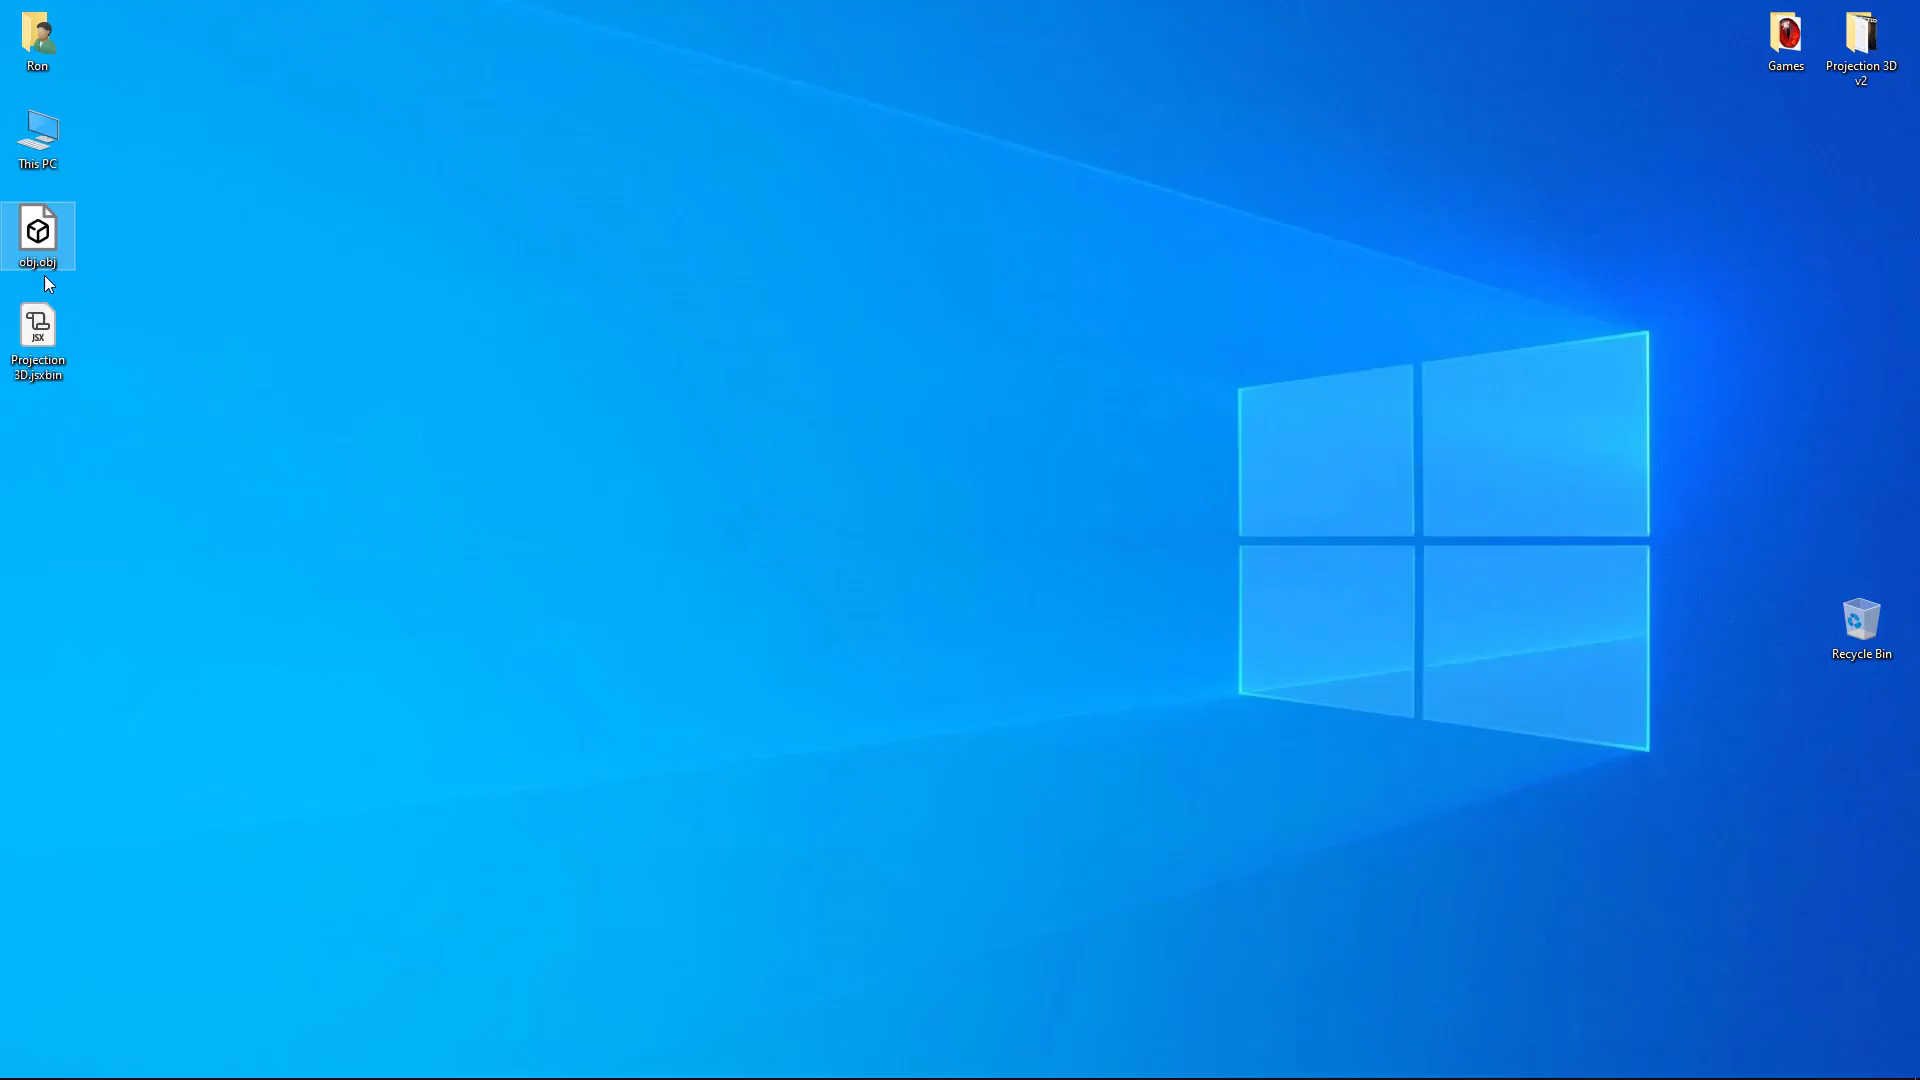 Ron
This PC
obj.obj
JSX
Projection
3D.jsxbin
Games
Projection 3D
v2
Recycle Bin